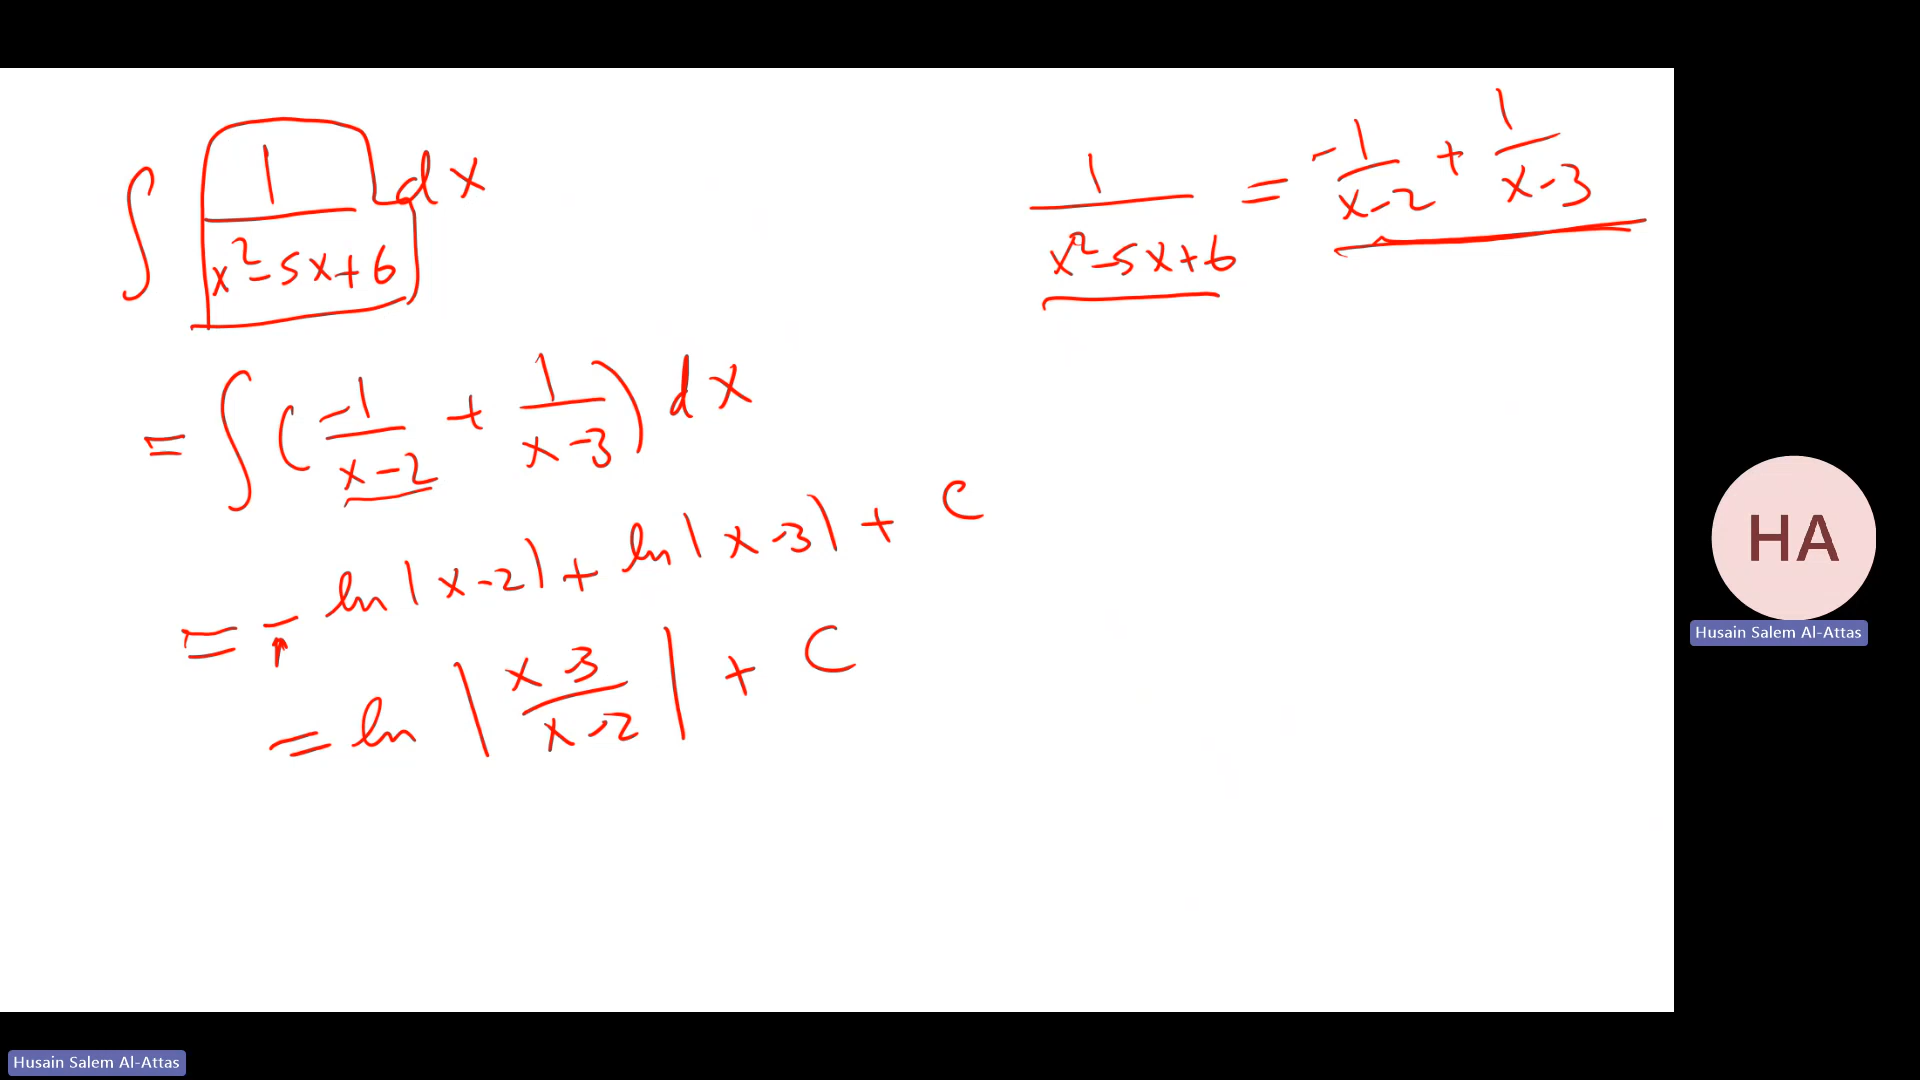 ∫ 1/(x²-5x+6) dx
1/(x²-5x+6) = -1/(x-2) + 1/(x-3)
= ∫ ( -1/(x-2) + 1/(x-3) ) dx
= - ln |x-2| + ln |x-3| + C
= ln | (x-3)/(x-2) | + C
HA
Husain Salem Al-Attas
Husain Salem Al-Attas